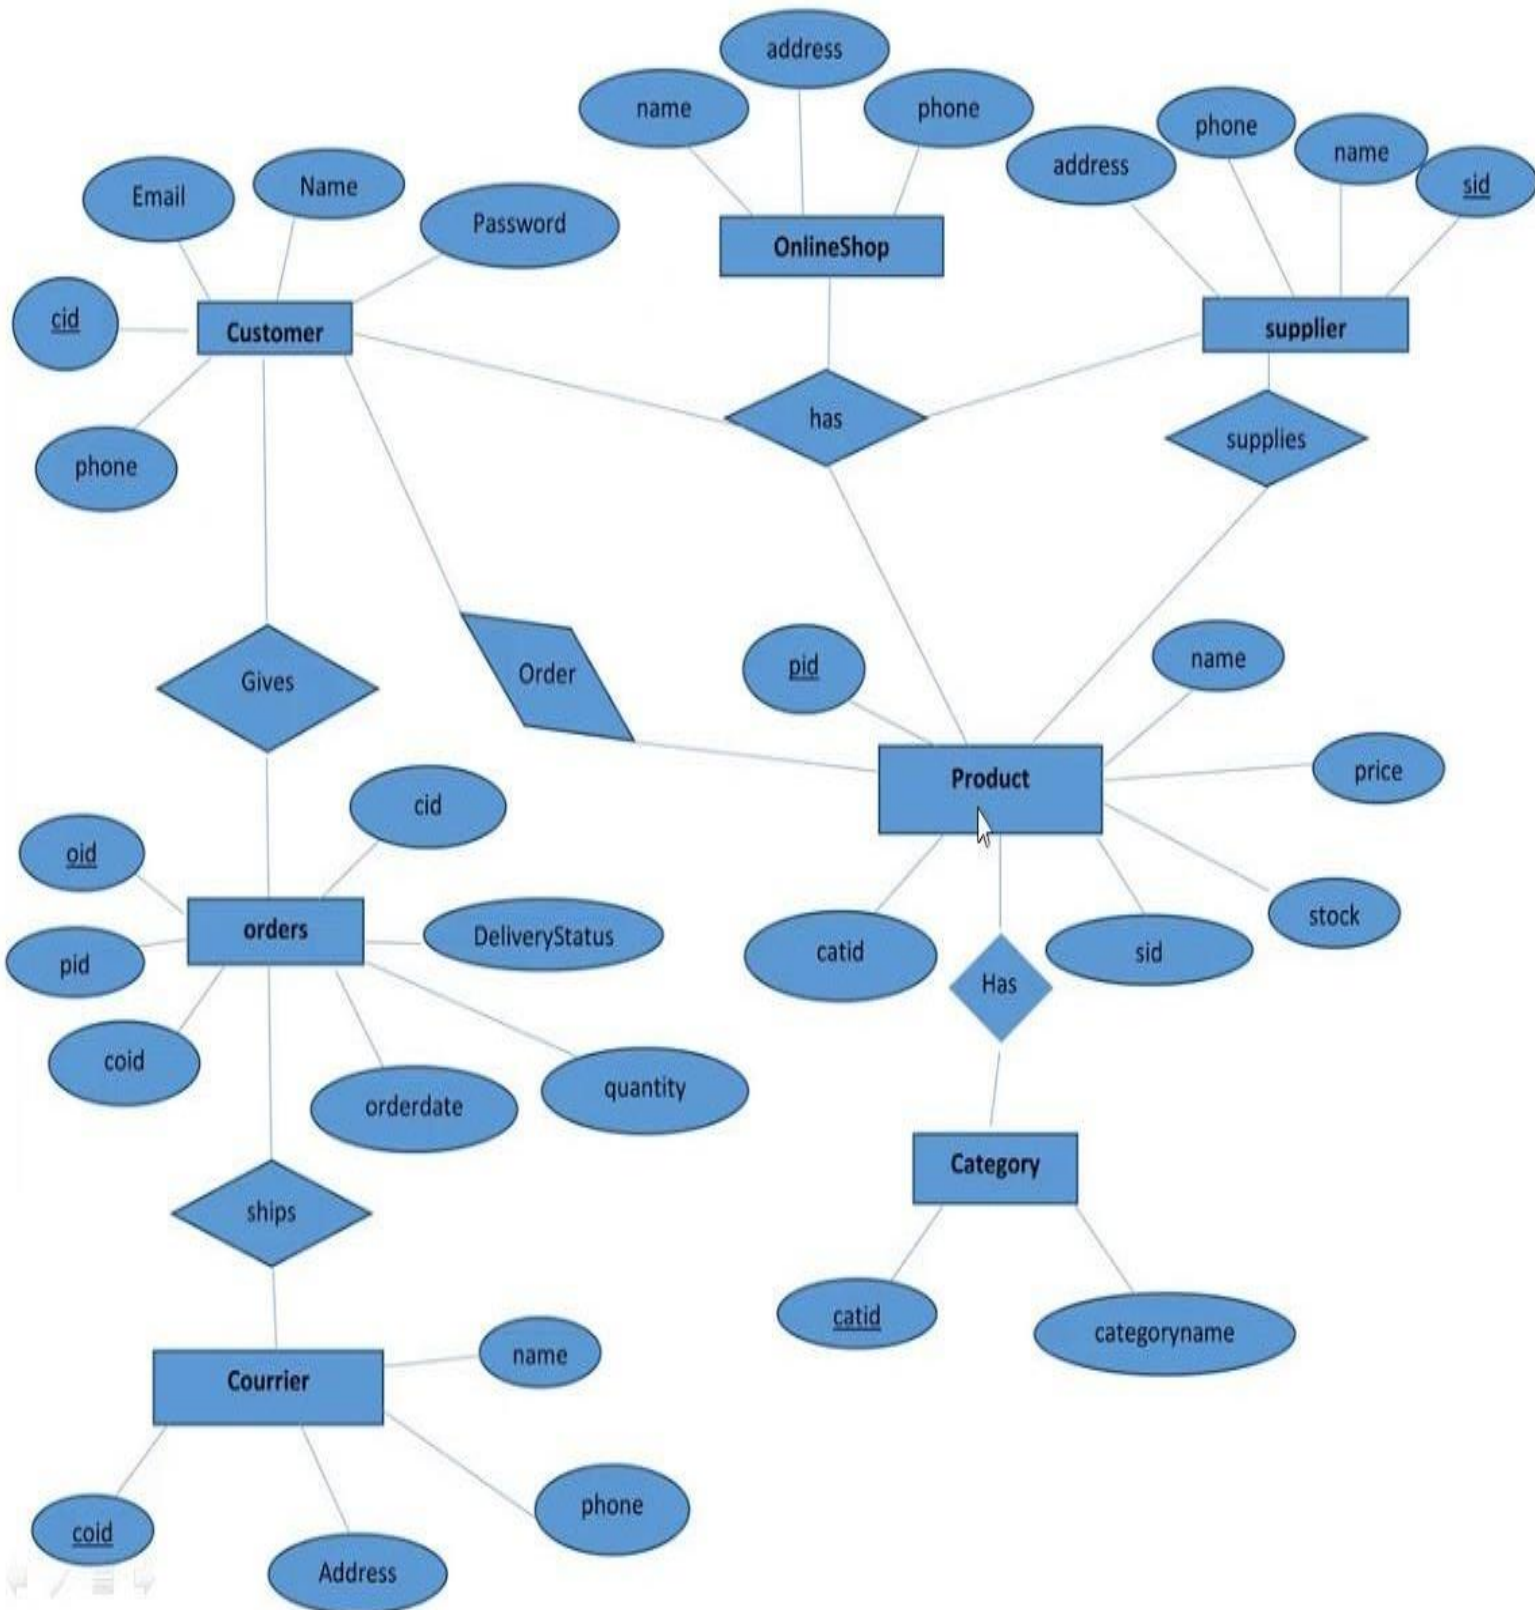 address
name
phone
phone
address
name
sid
Email
Name
Password
OnlineShop
cid
Customer
supplier
phone
has
supplies
Gives
Order
pid
name
Product
price
cid
oid
orders
DeliveryStatus
pid
catid
Has
sid
stock
coid
orderdate
quantity
ships
Category
catid
categoryname
Courrier
name
coid
Address
phone